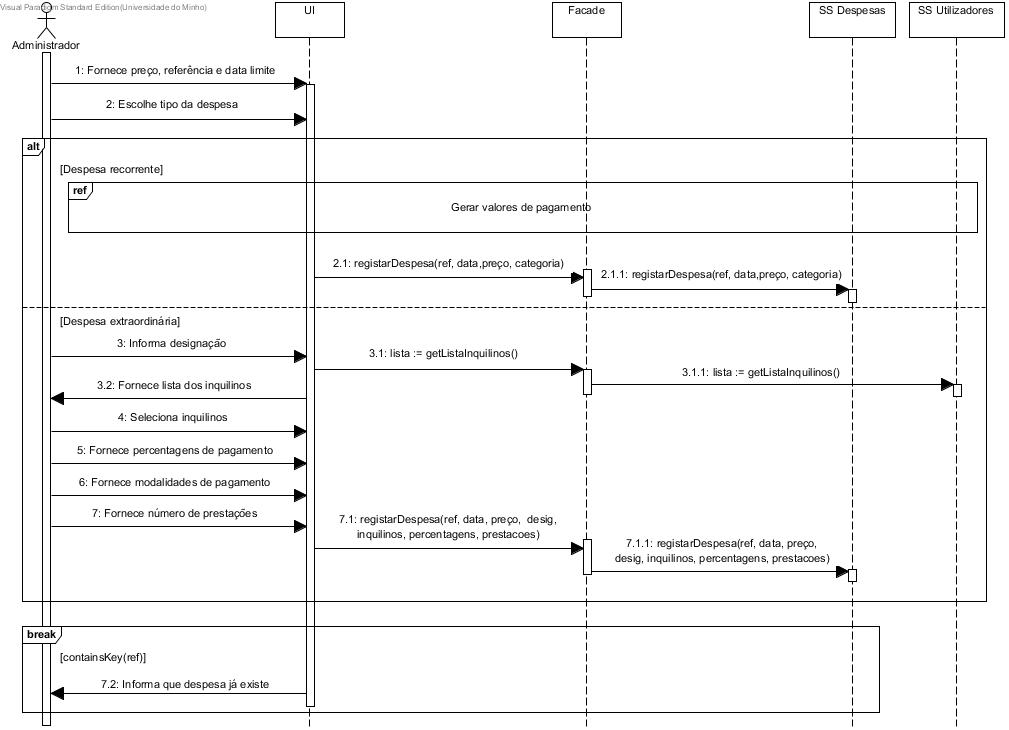 Visual Paradigm Standard Edition(Universidade do Minho)
UI
Facade
SS Despesas
SS Utilizadores
Administrador
1: Fornece preço, referência e data limite
2: Escolhe tipo da despesa
alt
[Despesa recorrente]
ref
Gerar valores de pagamento
2.1: registarDespesa(ref, data,preço, categoria)
2.1.1: registarDespesa(ref, data,preço, categoria)
[Despesa extraordinária]
3: Informa designação
3.1: lista := getListaInquilinos()
3.1.1: lista := getListaInquilinos()
3.2: Fornece lista dos inquilinos
4: Seleciona inquilinos
5: Fornece percentagens de pagamento
6: Fornece modalidades de pagamento
7: Fornece número de prestações
7.1: registarDespesa(ref, data, preço, desig,
inquilinos, percentagens, prestacoes)
7.1.1: registarDespesa(ref, data, preço,
desig, inquilinos, percentagens, prestacoes)
break
[containsKey(ref)]
7.2: Informa que despesa já existe